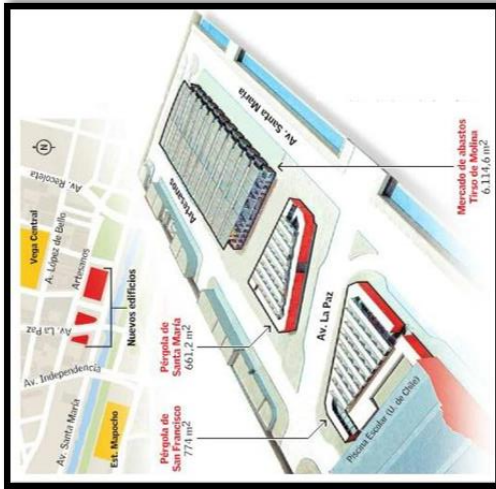 N
Av. Recoleta
Vega Central
A. López de Bello
Artesanos
Av. La Paz
Nuevos edificios
Av. Independencia
Av. Santa María
Est. Mapocho
Av. Santa María
Artesanos
Mercado de abastos
Tirso de Molina
6.114,6 m²
Av. La Paz
Pérgola de
Santa María
661,2 m²
Pérgola de
San Francisco
774 m²
Piscina Escolar (U. de Chile)